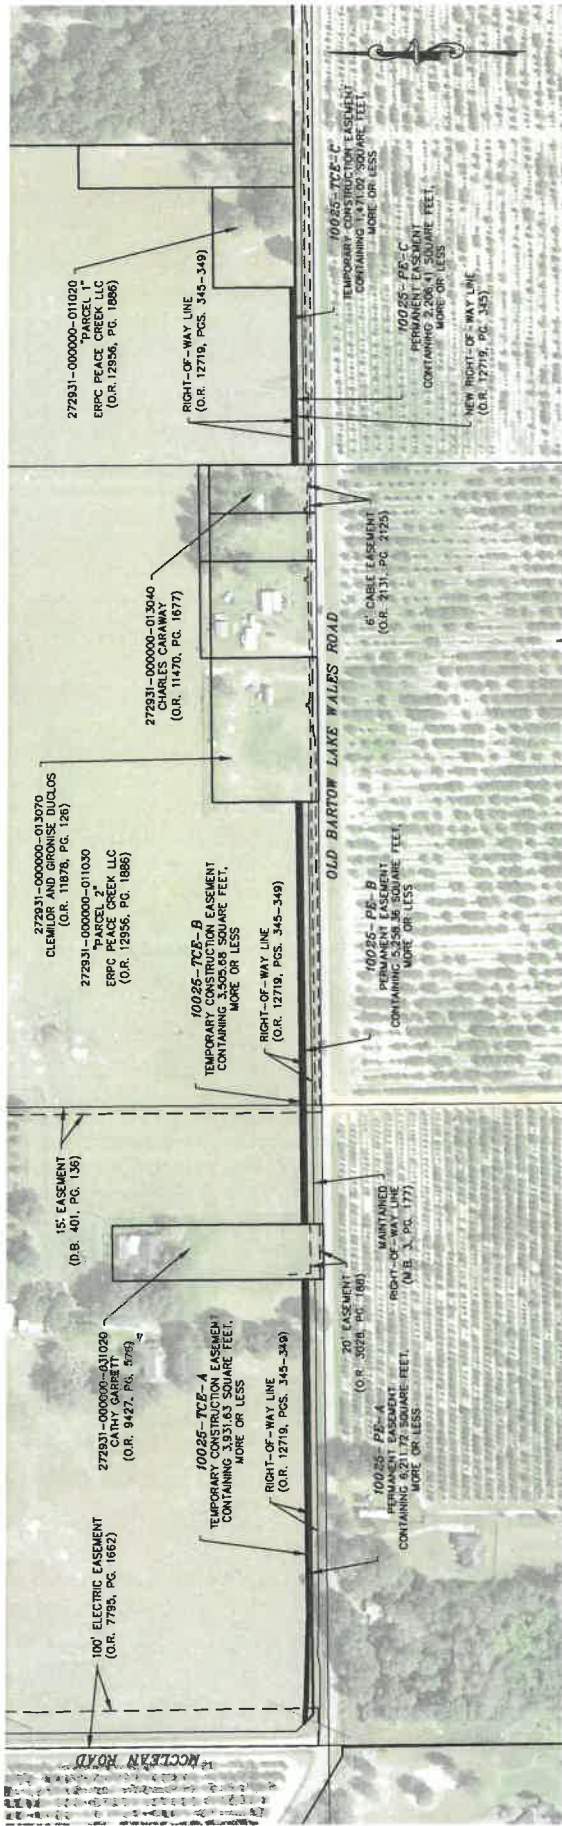 MCCLEAN ROAD
100' ELECTRIC EASEMENT
(O.R. 7795, PG. 1662)
272931-000000-031020
CATHY GARRETT
(O.R. 9427, PG. 576)
10025-TCE-A
TEMPORARY CONSTRUCTION EASEMENT
CONTAINING 3,931.63 SQUARE FEET,
MORE OR LESS
RIGHT-OF-WAY LINE
(O.R. 12719, PGS. 345-349)
10025-PE-A
PERMANENT EASEMENT
CONTAINING 6,211.72 SQUARE FEET,
MORE OR LESS
20' EASEMENT
(O.R. 3028, PG. 188)
MAINTAINED
RIGHT-OF-WAY LINE
(M.B. 3, PG. 177)
15' EASEMENT
(D.B. 401, PG. 136)
272931-000000-013070
CLEMILOR AND GIRONISE DUCLOS
(O.R. 11878, PG. 126)
272931-000000-011030
"PARCEL 2"
ERPC PEACE CREEK LLC
(O.R. 12956, PG. 1886)
10025-TCE-B
TEMPORARY CONSTRUCTION EASEMENT
CONTAINING 3,505.68 SQUARE FEET,
MORE OR LESS
RIGHT-OF-WAY LINE
(O.R. 12719, PGS. 345-349)
10025-PE-B
PERMANENT EASEMENT
CONTAINING 5,258.36 SQUARE FEET,
MORE OR LESS
OLD BARTOW LAKE WALES ROAD
272931-000000-013040
CHARLES CARAWAY
(O.R. 11470, PG. 1677)
6' CABLE EASEMENT
(O.R. 2131, PG. 2125)
272931-000000-011020
"PARCEL 1"
ERPC PEACE CREEK LLC
(O.R. 12956, PG. 1886)
RIGHT-OF-WAY LINE
(O.R. 12719, PGS. 345-349)
10025-TCE-C
TEMPORARY CONSTRUCTION EASEMENT
CONTAINING 1,471.02 SQUARE FEET,
MORE OR LESS
10025-PE-C
PERMANENT EASEMENT
CONTAINING 2,206.41 SQUARE FEET,
MORE OR LESS
NEW RIGHT-OF-WAY LINE
(O.R. 12719, PG. 345)